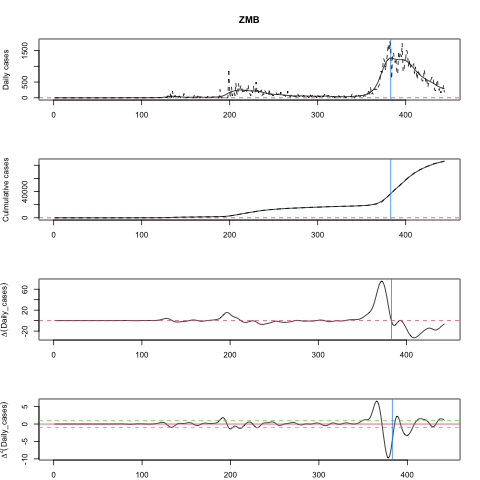 ZMB
Daily cases
0 500 1500
0 100 200 300 400
Culmulative cases
0 40000
0 100 200 300 400
Δ(Daily_cases)
-20 20 60
0 100 200 300 400
Δ²(Daily_cases)
-10 -5 0 5
0 100 200 300 400